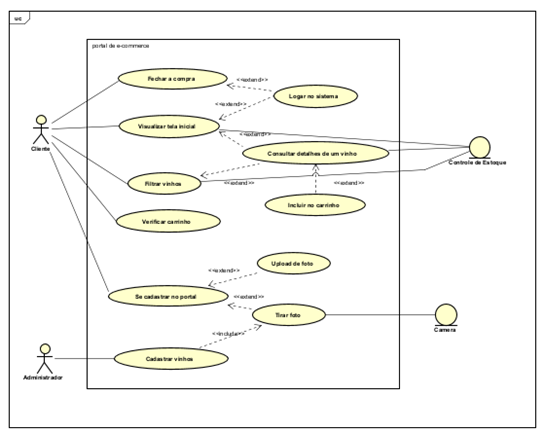 uc
portal de e-commerce
Fechar a compra
<<extend>>
Logar no sistema
<<extend>>
Visualizar tela inicial
Cliente
<<extend>>
Consultar detalhes de um vinho
Controle de Estoque
Filtrar vinhos
<<extend>>
<<extend>>
Incluir no carrinho
Verificar carrinho
Upload de foto
<<extend>>
Se cadastrar no portal
<<extend>>
Tirar foto
Camera
<<include>>
Cadastrar vinhos
Administrador